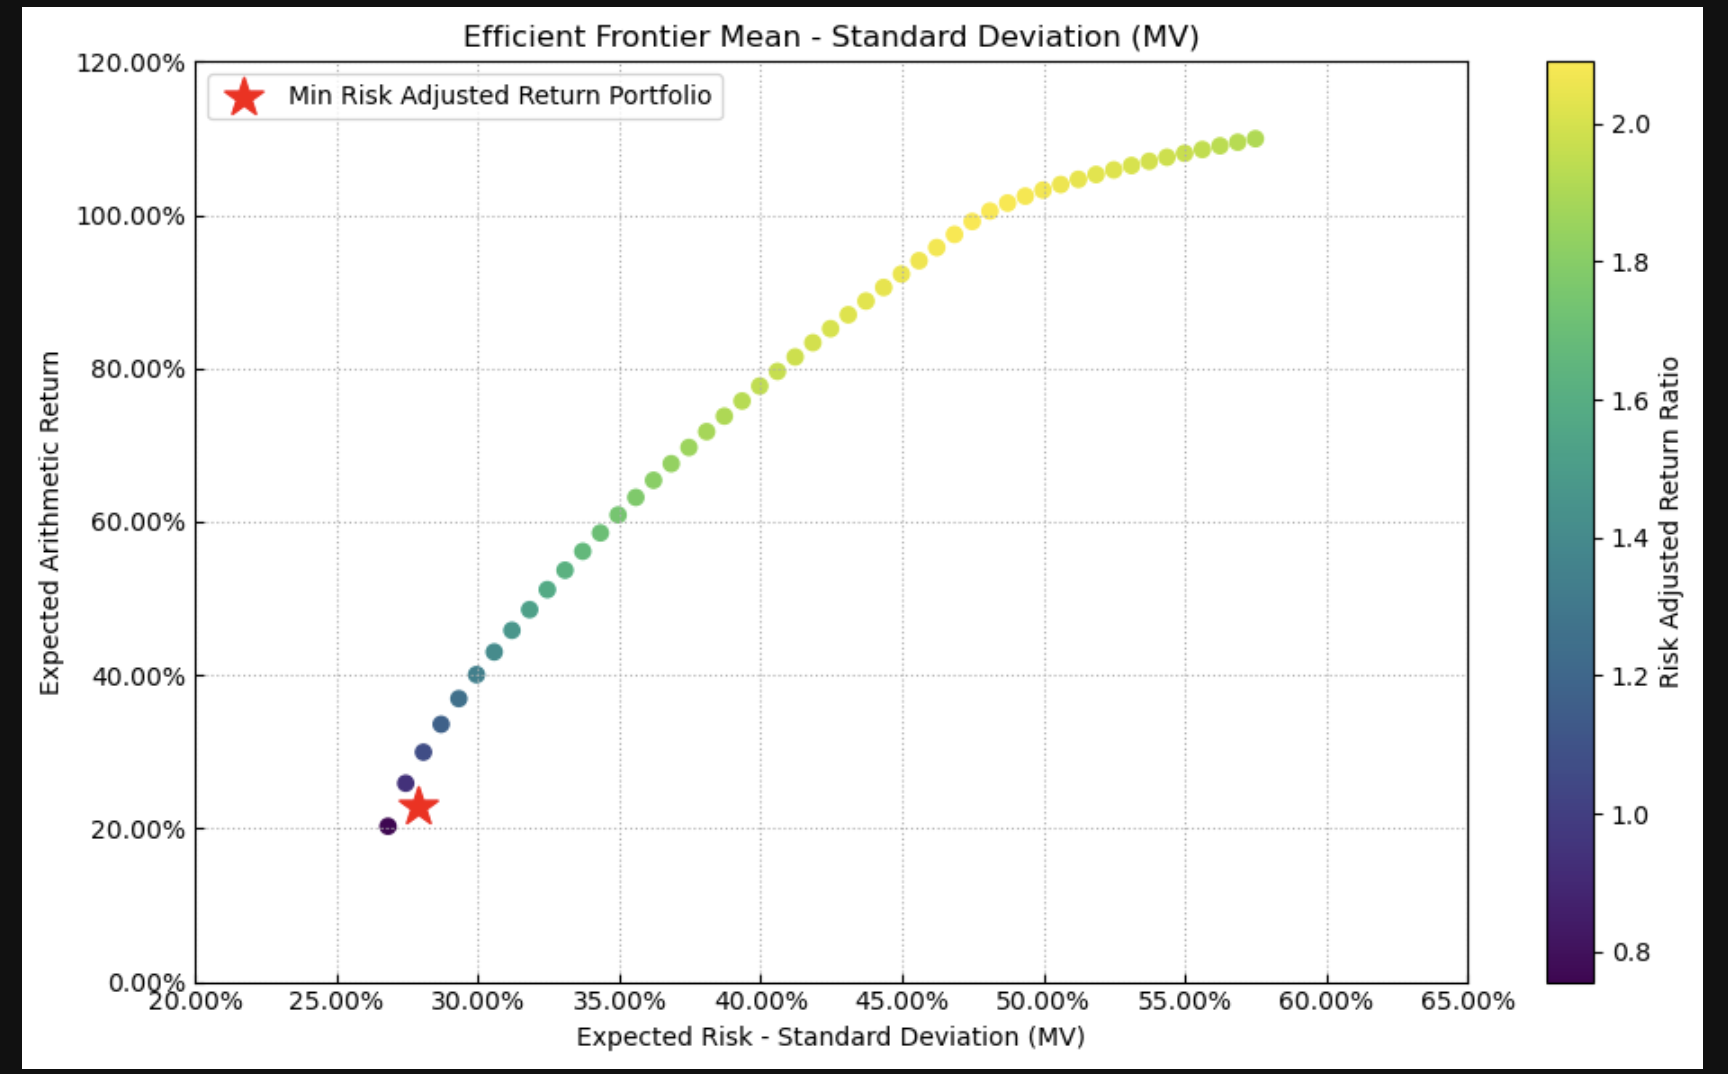 Efficient Frontier Mean - Standard Deviation (MV)
Min Risk Adjusted Return Portfolio
Expected Arithmetic Return
120.00%
100.00%
80.00%
60.00%
40.00%
20.00%
0.00%
20.00% 25.00% 30.00% 35.00% 40.00% 45.00% 50.00% 55.00% 60.00% 65.00%
Expected Risk - Standard Deviation (MV)
2.0
1.8
1.6
1.4
1.2
1.0
0.8
Risk Adjusted Return Ratio